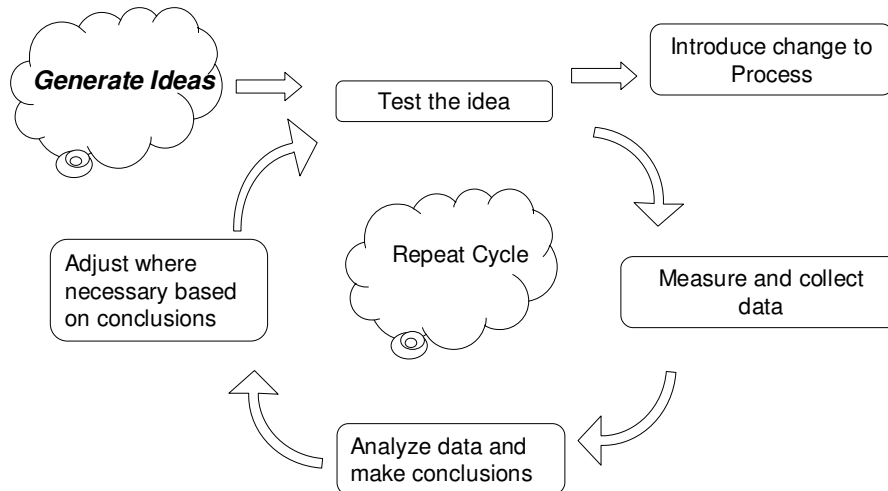 Generate Ideas
Test the idea
Introduce change to
Process
Measure and collect
data
Analyze data and
make conclusions
Adjust where
necessary based
on conclusions
Repeat Cycle